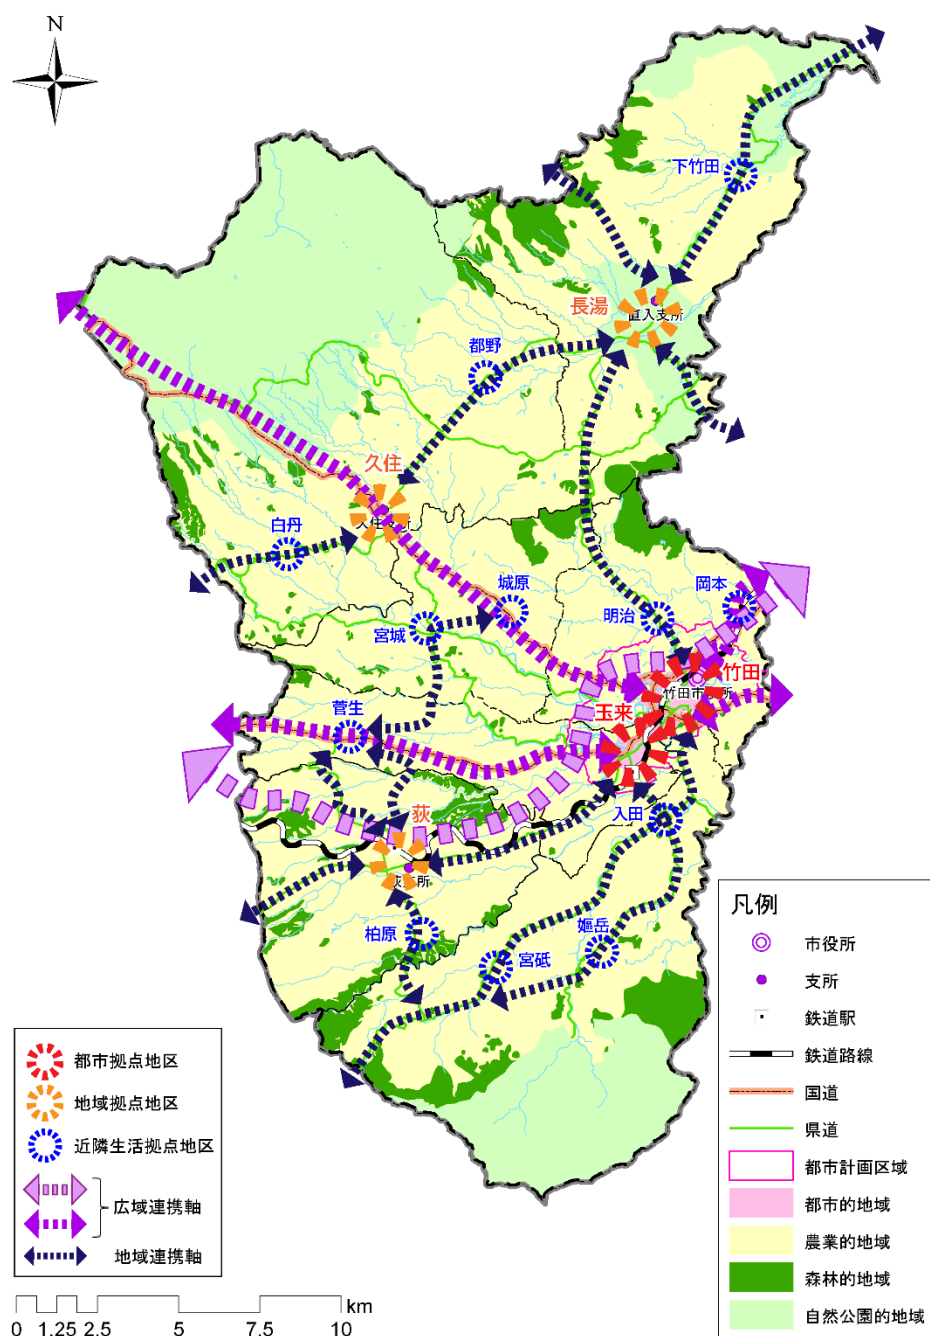 N
下竹田
長湯
直入支所
都野
久住
久住支所
白丹
城原
岡本
明治
宮城
竹田
竹田市役所
玉来
菅生
荻
入田
荻支所
柏原
嫗岳
宮砥
凡例
市役所
支所
鉄道駅
鉄道路線
国道
県道
都市計画区域
都市的地域
農業的地域
森林的地域
自然公園的地域
都市拠点地区
地域拠点地区
近隣生活拠点地区
広域連携軸
地域連携軸
km
0 1.25 2.5 5 7.5 10